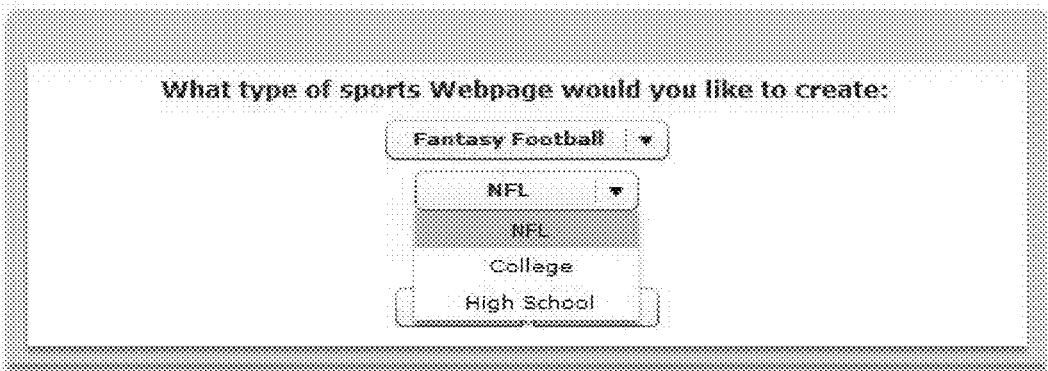 What type of sports Webpage would you like to create:
Fantasy Football
NFL
NFL
College
High School